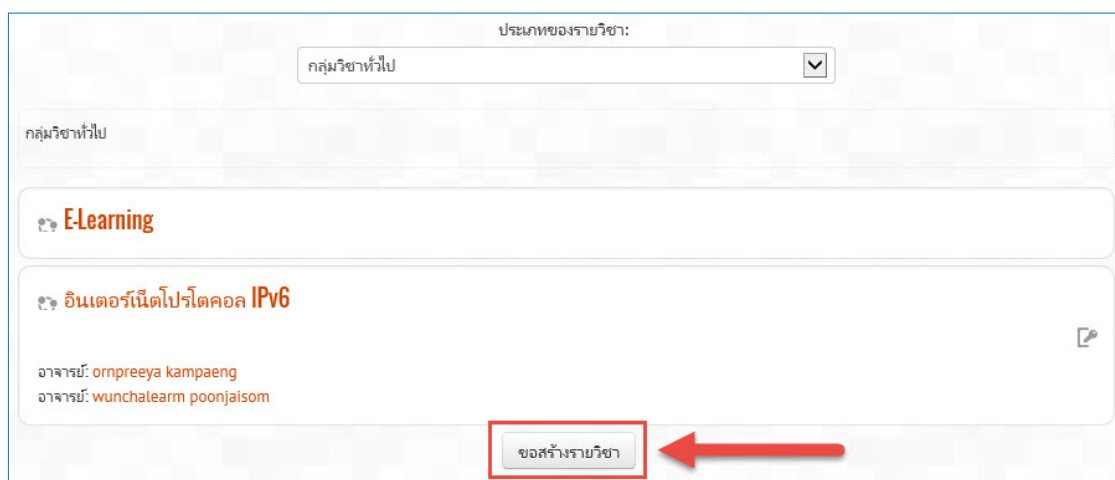 ประเภทของรายวิชา:
กลุ่มวิชาทั่วไป
กลุ่มวิชาทั่วไป
E-Learning
อินเตอร์เน็ตโปรโตคอล IPv6
อาจารย์: ornpreeya kampaeng
อาจารย์: wunchalearm poonjaisom
ขอสร้างรายวิชา